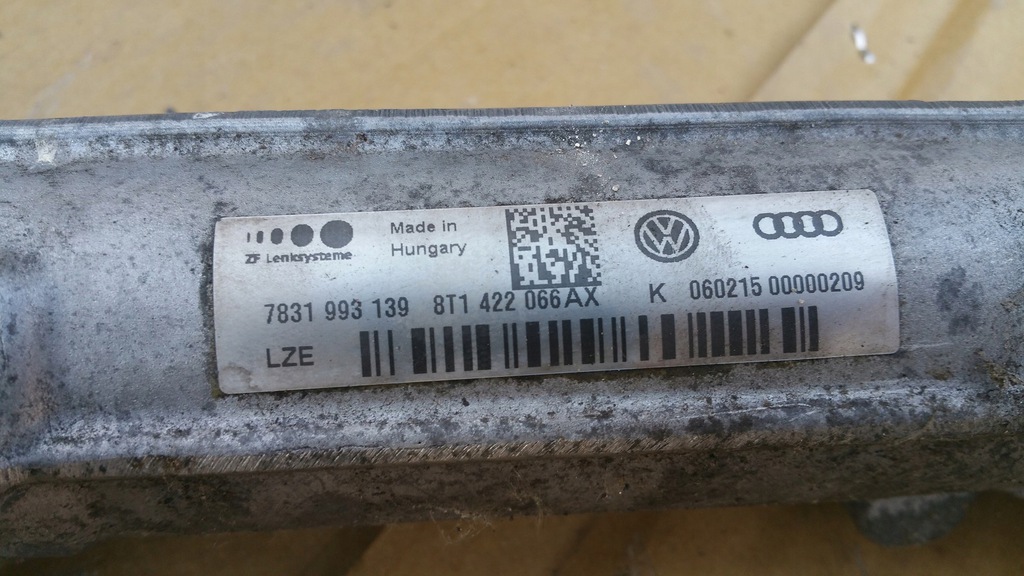 ZF Lenksysteme
Made in
Hungary
7831 993 139 8T1 422 066 AX K 060215 00000209
LZE